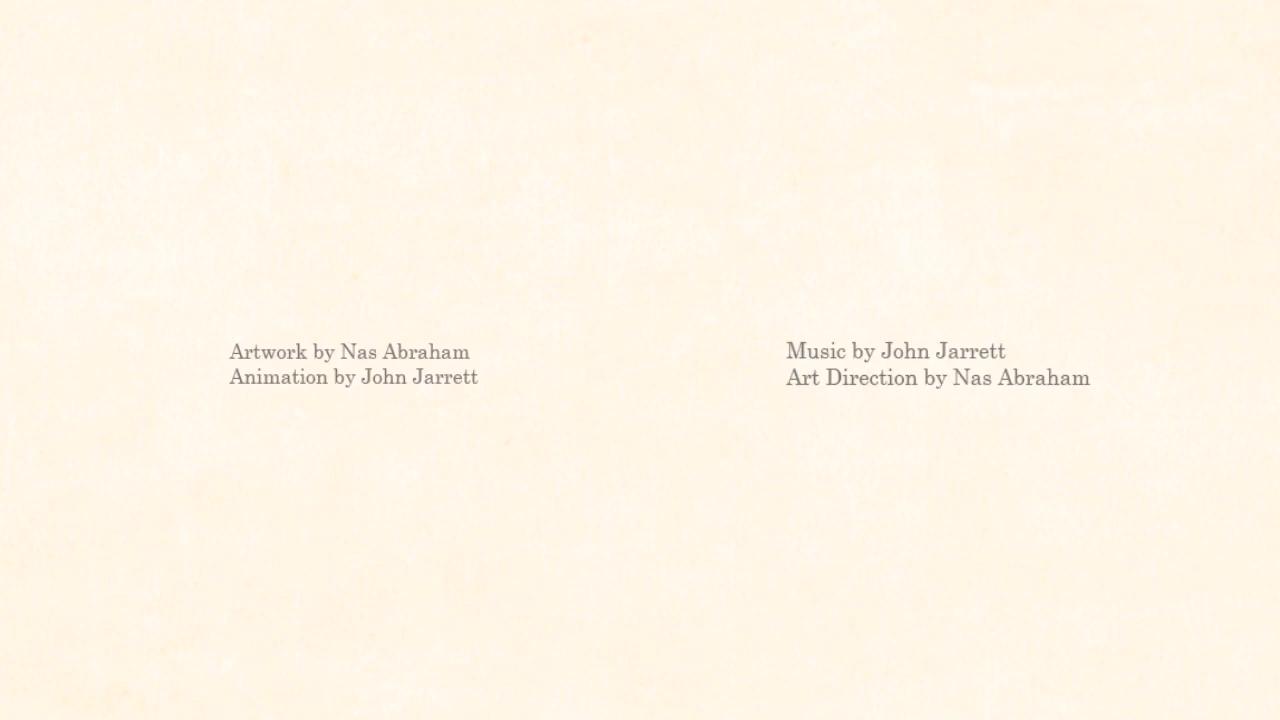 Artwork by Nas Abraham
Animation by John Jarrett
Music by John Jarrett
Art Direction by Nas Abraham